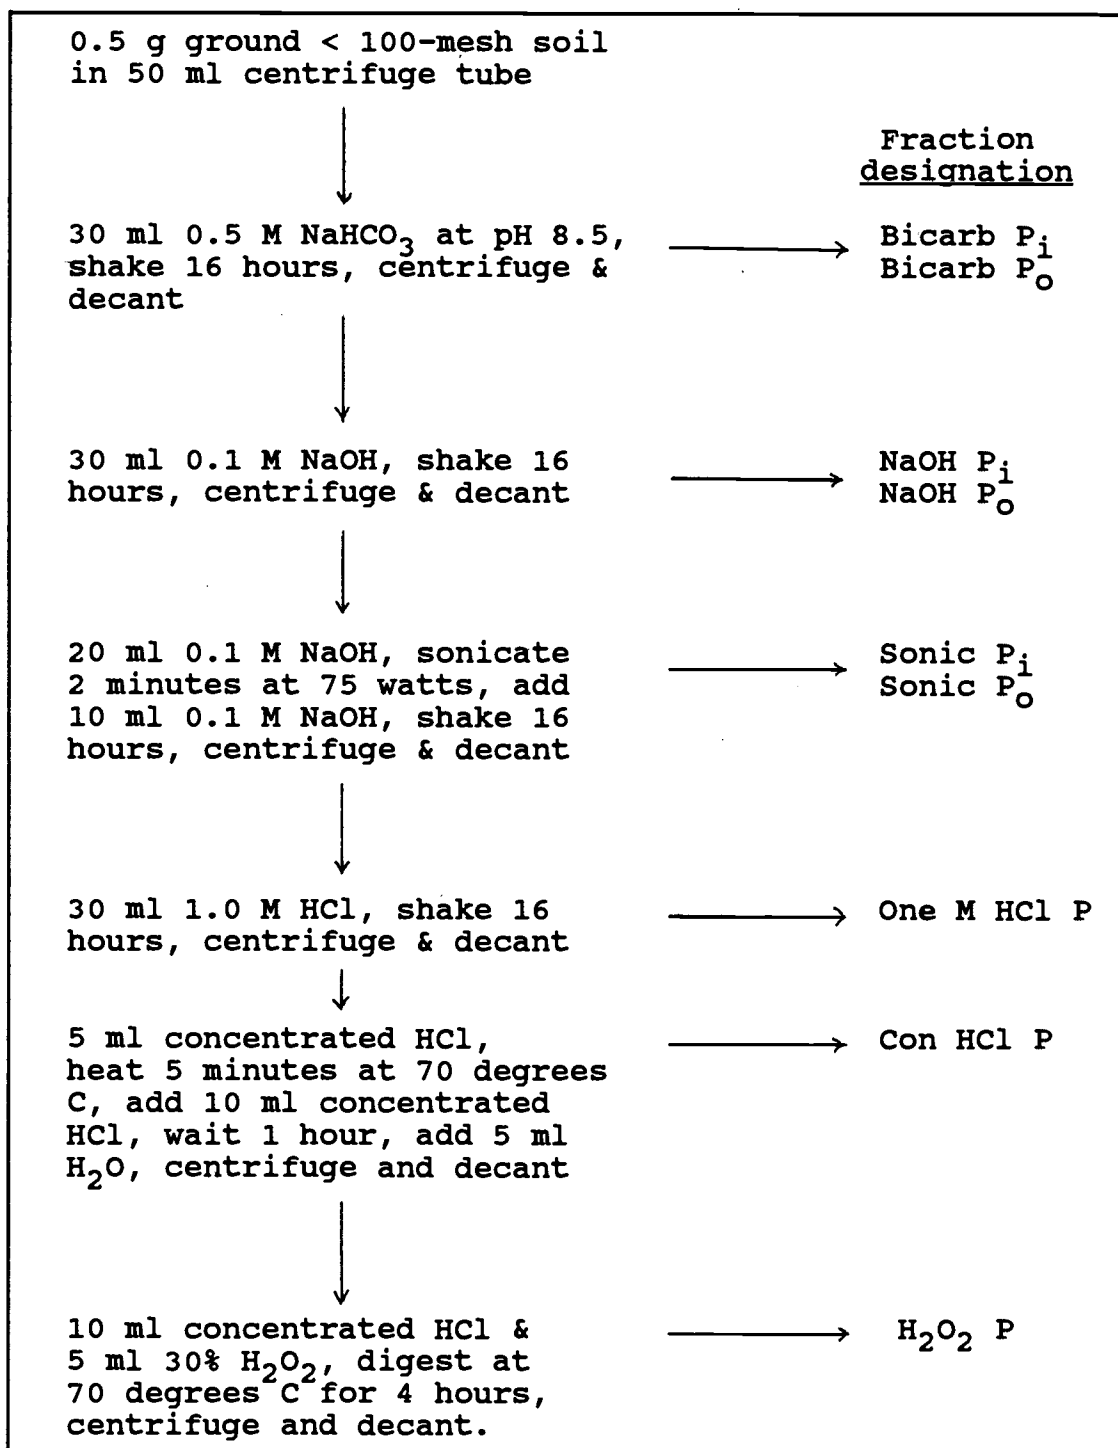 0.5 g ground < 100-mesh soil
in 50 ml centrifuge tube
Fraction
designation
30 ml 0.5 M NaHCO₃ at pH 8.5,
shake 16 hours, centrifuge &
decant
Bicarb Pᵢ
Bicarb Pₒ
30 ml 0.1 M NaOH, shake 16
hours, centrifuge & decant
NaOH Pᵢ
NaOH Pₒ
20 ml 0.1 M NaOH, sonicate
2 minutes at 75 watts, add
10 ml 0.1 M NaOH, shake 16
hours, centrifuge & decant
Sonic Pᵢ
Sonic Pₒ
30 ml 1.0 M HCl, shake 16
hours, centrifuge & decant
One M HCl P
5 ml concentrated HCl,
heat 5 minutes at 70 degrees
C, add 10 ml concentrated
HCl, wait 1 hour, add 5 ml
H₂O, centrifuge and decant
Con HCl P
10 ml concentrated HCl &
5 ml 30% H₂O₂, digest at
70 degrees C for 4 hours,
centrifuge and decant.
H₂O₂ P